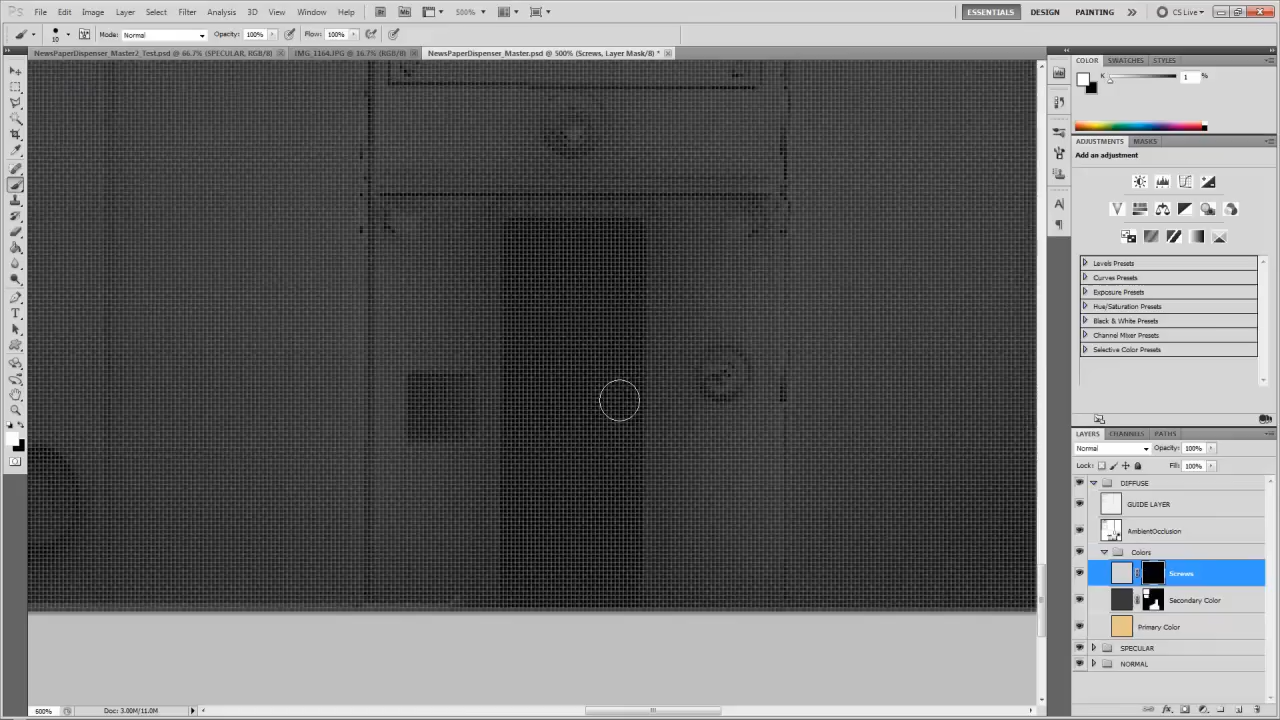 Ps File Edit Image Layer Select Filter Analysis 3D View Window Help Br Mb 500% ESSENTIALS DESIGN PAINTING CS Live
10 Mode: Normal Opacity: 100% Flow: 100%
NewsPaperDispenser_Master2_Test.psd @ 66.7% (SPECULAR, RGB/8) IMG_1164.JPG @ 16.7% (RGB/8) NewsPaperDispenser_Master.psd @ 500% (Screws, Layer Mask/8) *
COLOR SWATCHES STYLES
K 1 %
ADJUSTMENTS MASKS
Add an adjustment
Levels Presets
Curves Presets
Exposure Presets
Hue/Saturation Presets
Black & White Presets
Channel Mixer Presets
Selective Color Presets
LAYERS CHANNELS PATHS
Normal Opacity: 100%
Lock: Fill: 100%
DIFFUSE
GUIDE LAYER
AmbientOcclusion
Colors
Screws
Secondary Color
Primary Color
SPECULAR
NORMAL
500% Doc: 3.00M/11.0M